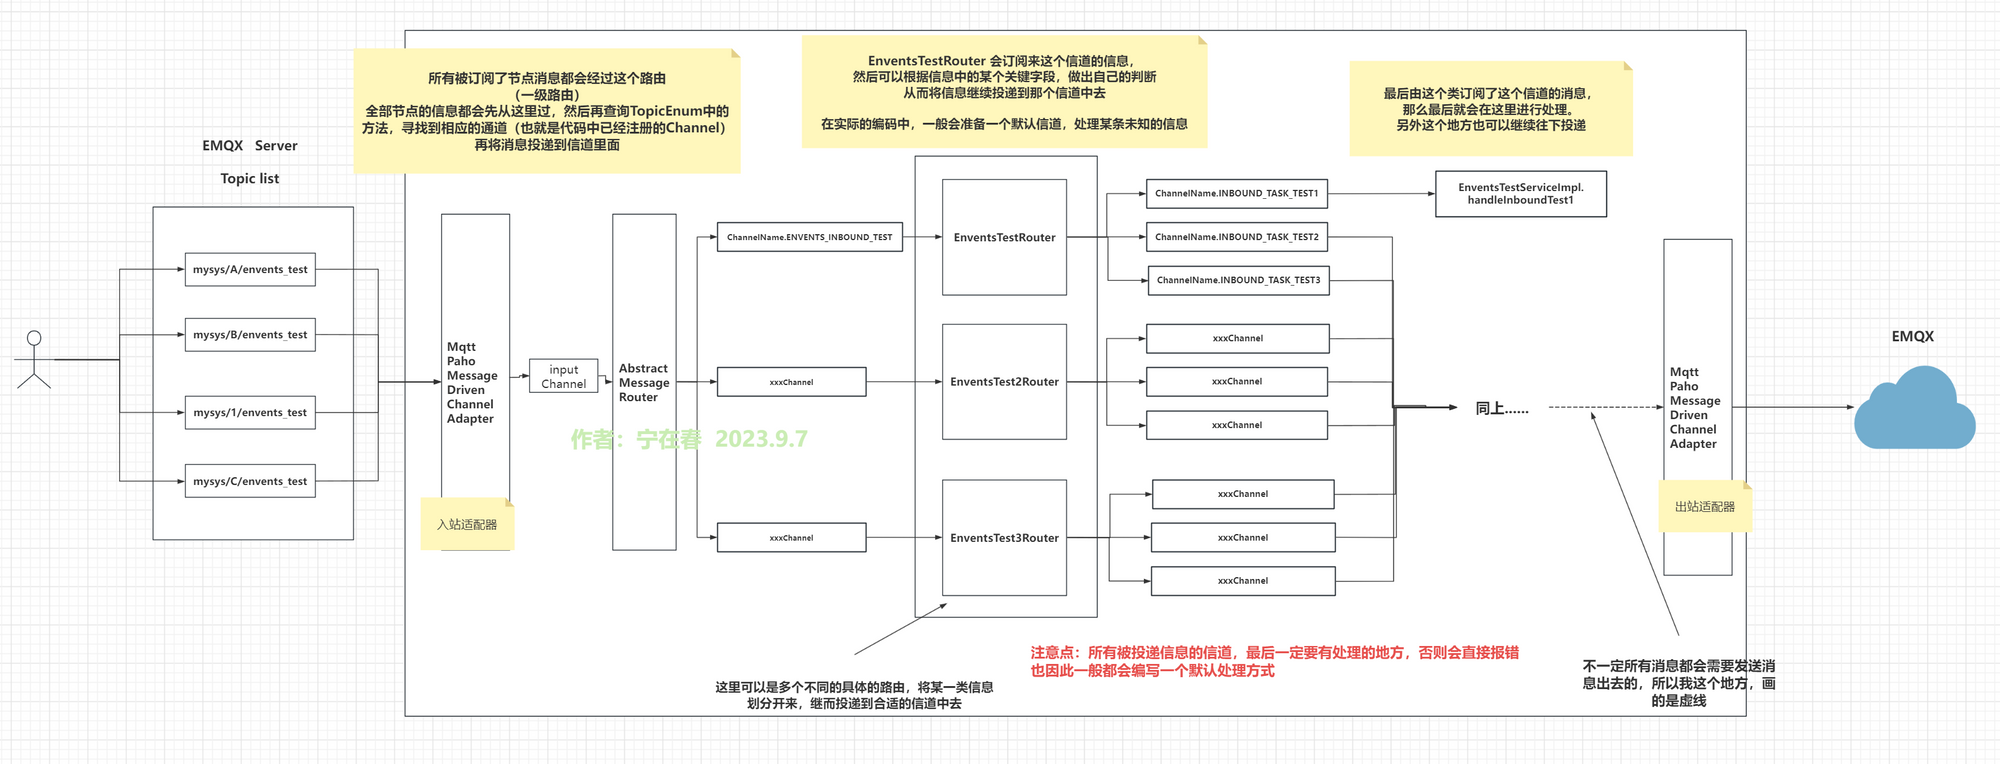 所有被订阅了节点消息都会经过这个路由
（一级路由）
全部节点的信息都会先从这里过，然后再查询TopicEnum中的
方法，寻找到相应的通道（也就是代码中已经注册的Channel）
再将消息投递到信道里面
EnventsTestRouter 会订阅来这个信道的信息，
然后可以根据信息中的某个关键字段，做出自己的判断
从而将信息继续投递到那个信道中去
在实际的编码中，一般会准备一个默认信道，处理某条未知的信息
最后由这个类订阅了这个信道的消息，
那么最后就会在这里进行处理。
另外这个地方也可以继续往下投递
EMQX Server
Topic list
mysys/A/envents_test
mysys/B/envents_test
mysys/1/envents_test
mysys/C/envents_test
Mqtt
Paho
Message
Driven
Channel
Adapter
入站适配器
input
Channel
Abstract
Message
Router
ChannelName.ENVENTS_INBOUND_TEST
xxxChannel
xxxChannel
EnventsTestRouter
EnventsTest2Router
EnventsTest3Router
ChannelName.INBOUND_TASK_TEST1
ChannelName.INBOUND_TASK_TEST2
ChannelName.INBOUND_TASK_TEST3
xxxChannel
xxxChannel
xxxChannel
xxxChannel
xxxChannel
xxxChannel
EnventsTestServiceImpl.
handleInboundTest1
同上......
Mqtt
Paho
Message
Driven
Channel
Adapter
出站适配器
EMQX
作者：宁在春 2023.9.7
注意点：所有被投递信息的信道，最后一定要有处理的地方，否则会直接报错
也因此一般都会编写一个默认处理方式
这里可以是多个不同的具体的路由，将某一类信息
划分开来，继而投递到合适的信道中去
不一定所有消息都会需要发送消
息出去的，所以我这个地方，画
的是虚线